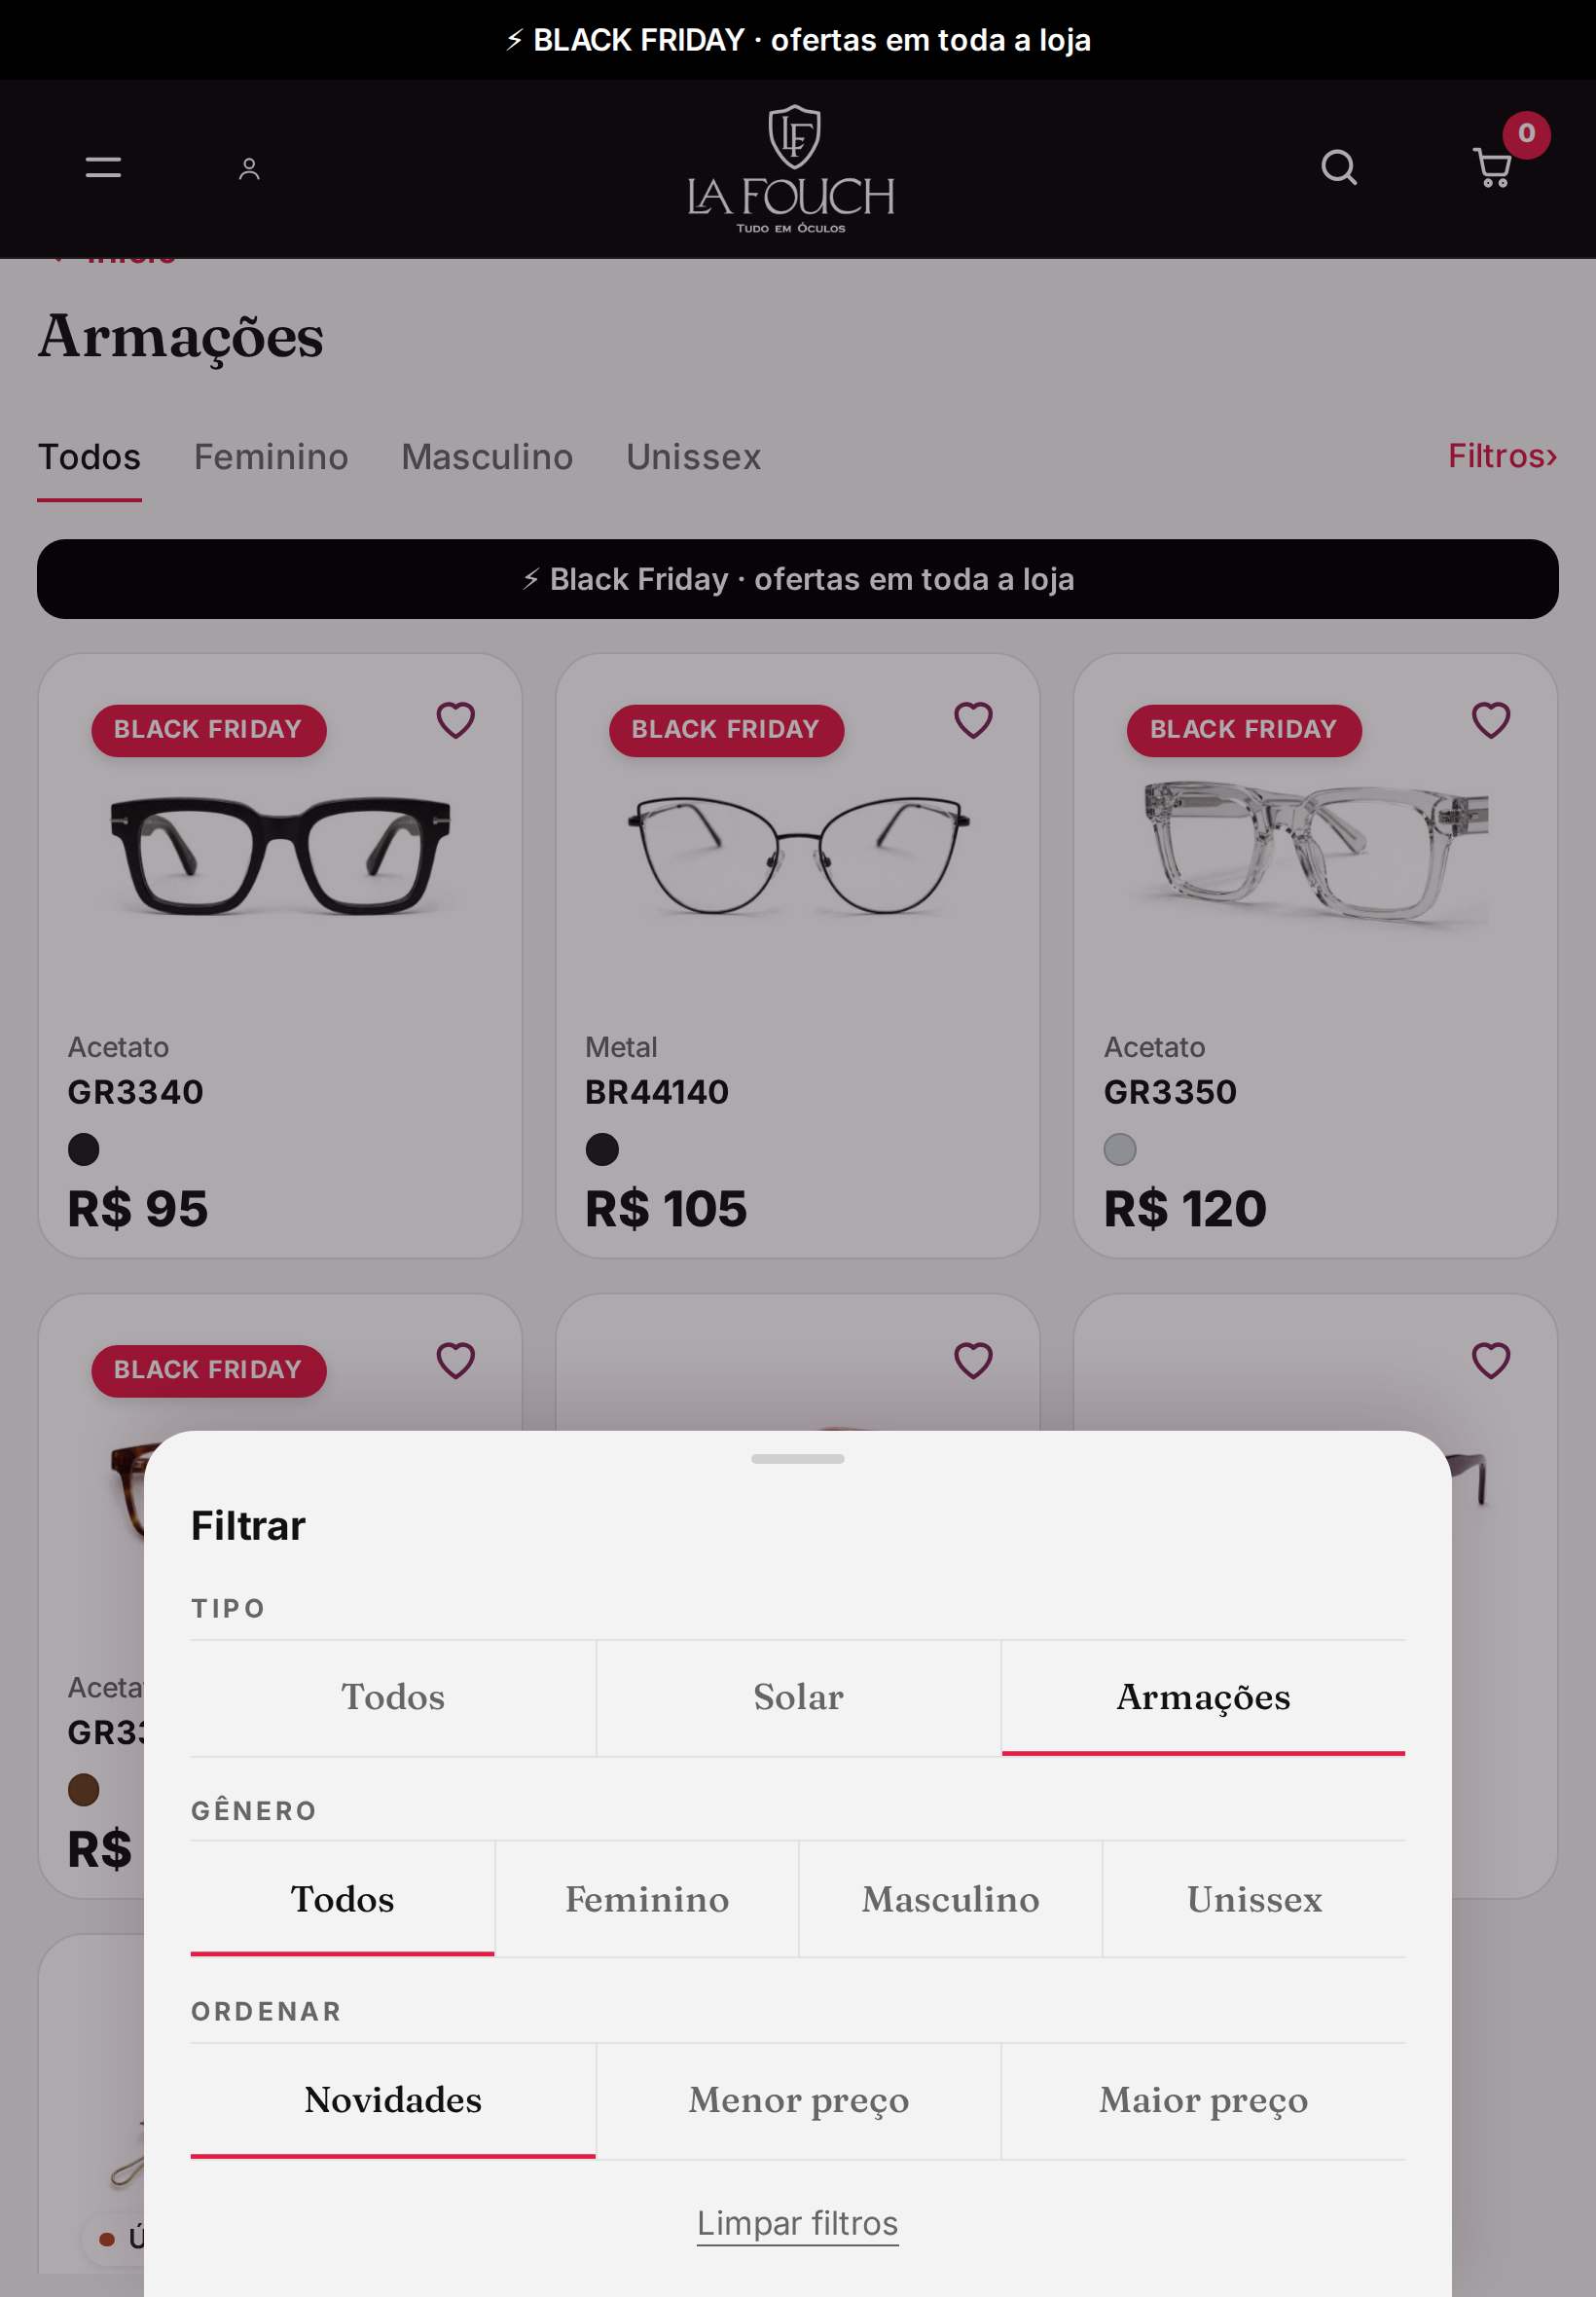 ⚡ BLACK FRIDAY · ofertas em toda a loja
0
LF
LA FOUCH
TUDO EM ÓCULOS
Armações
Todos Feminino Masculino Unissex Filtros›
⚡ Black Friday · ofertas em toda a loja
BLACK FRIDAY BLACK FRIDAY BLACK FRIDAY
Acetato Metal Acetato
GR3340 BR44140 GR3350
R$ 95 R$ 105 R$ 120
BLACK FRIDAY
Filtrar
TIPO
Todos Solar Armações
GÊNERO
R$
Todos Feminino Masculino Unissex
ORDENAR
Novidades Menor preço Maior preço
Limpar filtros